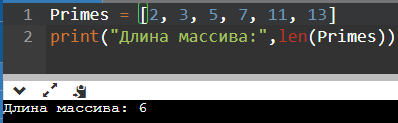 1 Primes = [2, 3, 5, 7, 11, 13]
2 print("Длина массива:",len(Primes))
Длина массива: 6